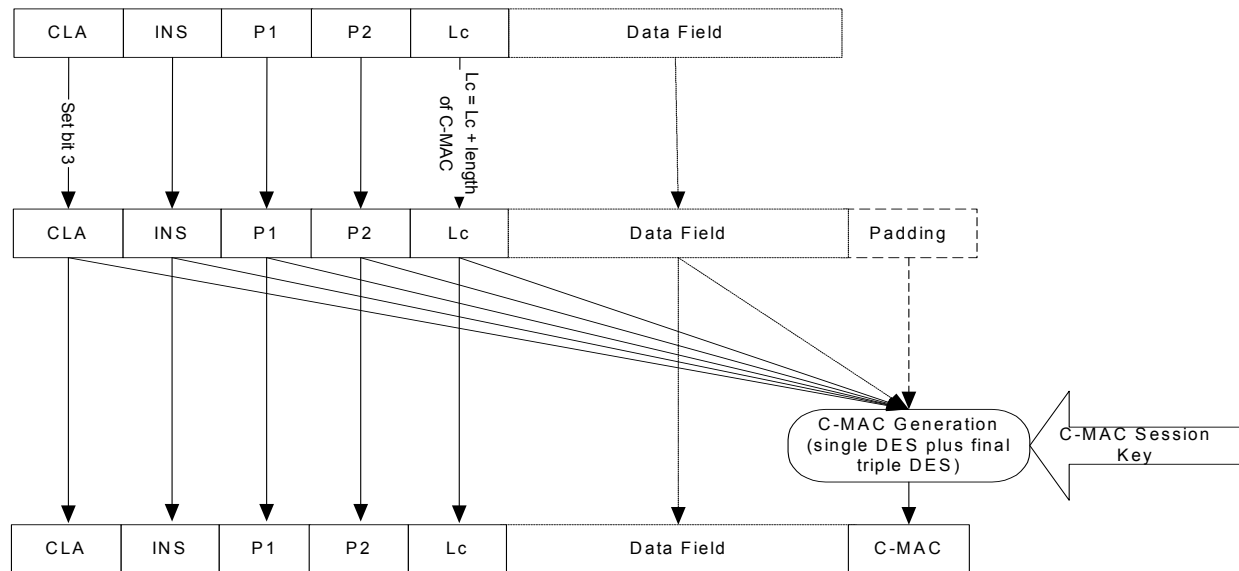 CLA INS P1 P2 Lc Data Field
Set bit 3
Lc = Lc + length
of C-MAC
CLA INS P1 P2 Lc Data Field Padding
C-MAC Generation
(single DES plus final
triple DES)
C-MAC Session
Key
CLA INS P1 P2 Lc Data Field C-MAC